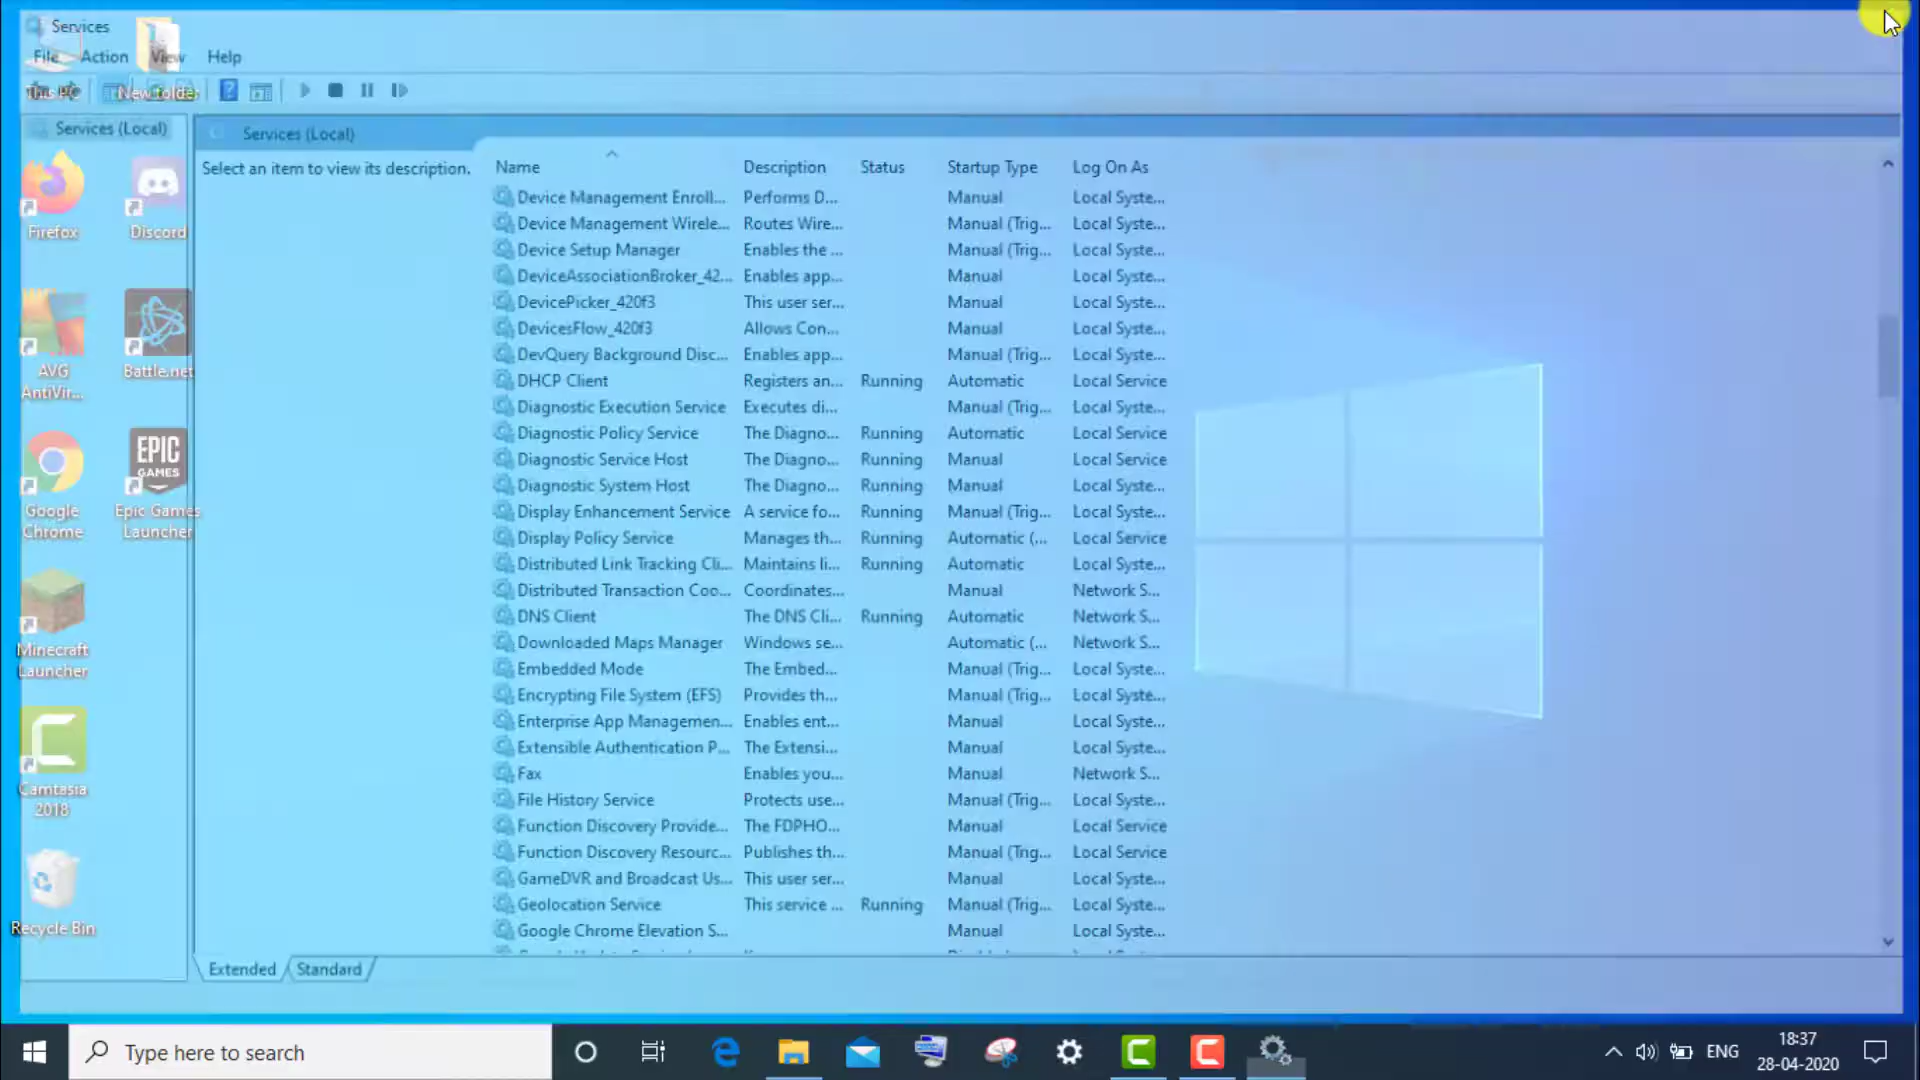 Services
File Action View Help
This PC New folder
Services (Local)
Services (Local)
Select an item to view its description.
Name Description Status Startup Type Log On As
Device Management Enroll... Performs D... Manual Local Syste...
Device Management Wirele... Routes Wire... Manual (Trig... Local Syste...
Device Setup Manager Enables the ... Manual (Trig... Local Syste...
DeviceAssociationBroker_42... Enables app... Manual Local Syste...
DevicePicker_420f3 This user ser... Manual Local Syste...
DevicesFlow_420f3 Allows Con... Manual Local Syste...
DevQuery Background Disc... Enables app... Manual (Trig... Local Syste...
DHCP Client Registers an... Running Automatic Local Service
Diagnostic Execution Service Executes di... Manual (Trig... Local Syste...
Diagnostic Policy Service The Diagno... Running Automatic Local Service
Diagnostic Service Host The Diagno... Running Manual Local Service
Diagnostic System Host The Diagno... Running Manual Local Syste...
Display Enhancement Service A service fo... Running Manual (Trig... Local Syste...
Display Policy Service Manages th... Running Automatic (... Local Service
Distributed Link Tracking Cli... Maintains li... Running Automatic Local Syste...
Distributed Transaction Coo... Coordinates... Manual Network S...
DNS Client The DNS Cli... Running Automatic Network S...
Downloaded Maps Manager Windows se... Automatic (... Network S...
Embedded Mode The Embed... Manual (Trig... Local Syste...
Encrypting File System (EFS) Provides th... Manual (Trig... Local Syste...
Enterprise App Managemen... Enables ent... Manual Local Syste...
Extensible Authentication P... The Extensi... Manual Local Syste...
Fax Enables you... Manual Network S...
File History Service Protects use... Manual (Trig... Local Syste...
Function Discovery Provide... The FDPHO... Manual Local Service
Function Discovery Resourc... Publishes th... Manual (Trig... Local Service
GameDVR and Broadcast Us... This user ser... Manual Local Syste...
Geolocation Service This service ... Running Manual (Trig... Local Syste...
Google Chrome Elevation S... Manual Local Syste...
Extended Standard
Firefox
Discord
AVG
AntiVir...
Battle.net
Google
Chrome
EPIC
GAMES
Epic Games
Launcher
Minecraft
Launcher
Camtasia
2018
Recycle Bin
Type here to search
ENG
18:37
28-04-2020